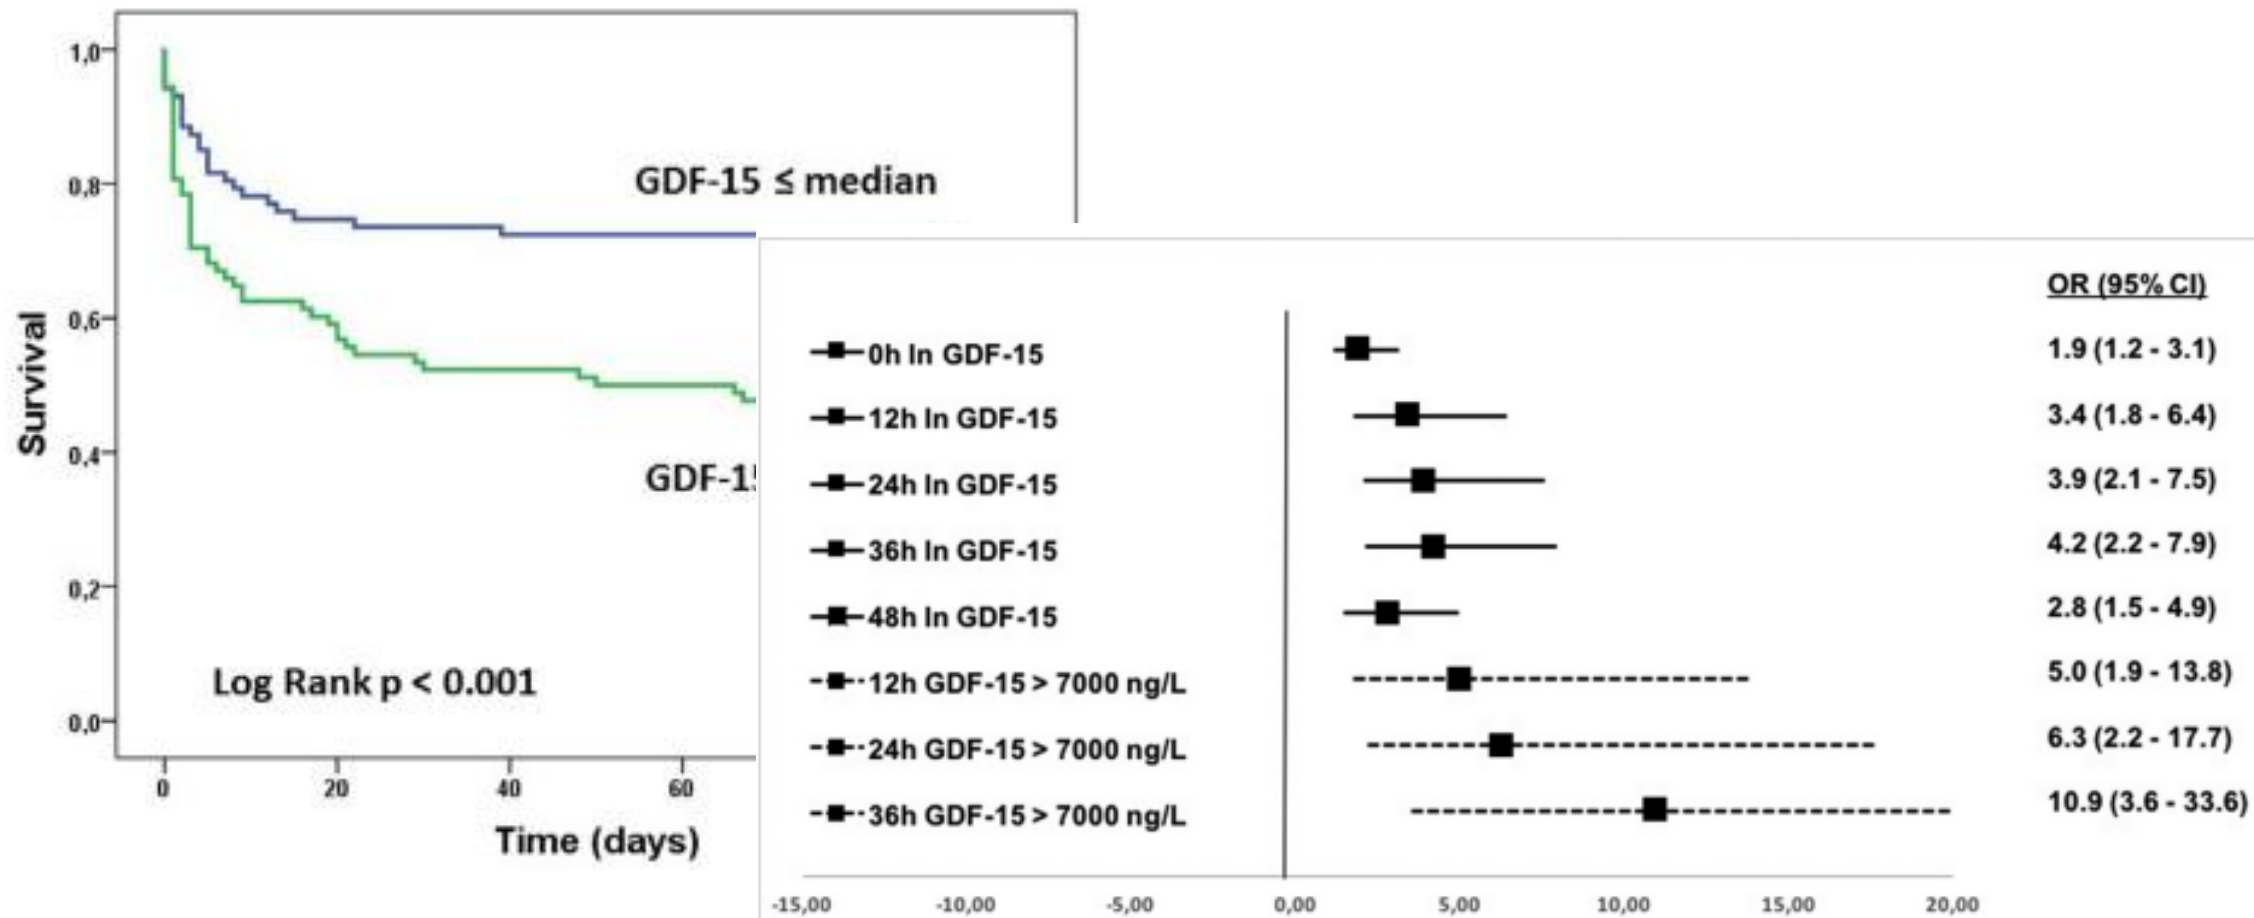 1,0
0,8
0,6
0,4
0,2
0,0
Survival
GDF-15 ≤ median
GDF-15
Log Rank p < 0.001
0
20
40
60
Time (days)
OR (95% CI)
0h ln GDF-15 1.9 (1.2 - 3.1)
12h ln GDF-15 3.4 (1.8 - 6.4)
24h ln GDF-15 3.9 (2.1 - 7.5)
36h ln GDF-15 4.2 (2.2 - 7.9)
48h ln GDF-15 2.8 (1.5 - 4.9)
12h GDF-15 > 7000 ng/L 5.0 (1.9 - 13.8)
24h GDF-15 > 7000 ng/L 6.3 (2.2 - 17.7)
36h GDF-15 > 7000 ng/L 10.9 (3.6 - 33.6)
-15,00 -10,00 -5,00 0,00 5,00 10,00 15,00 20,00